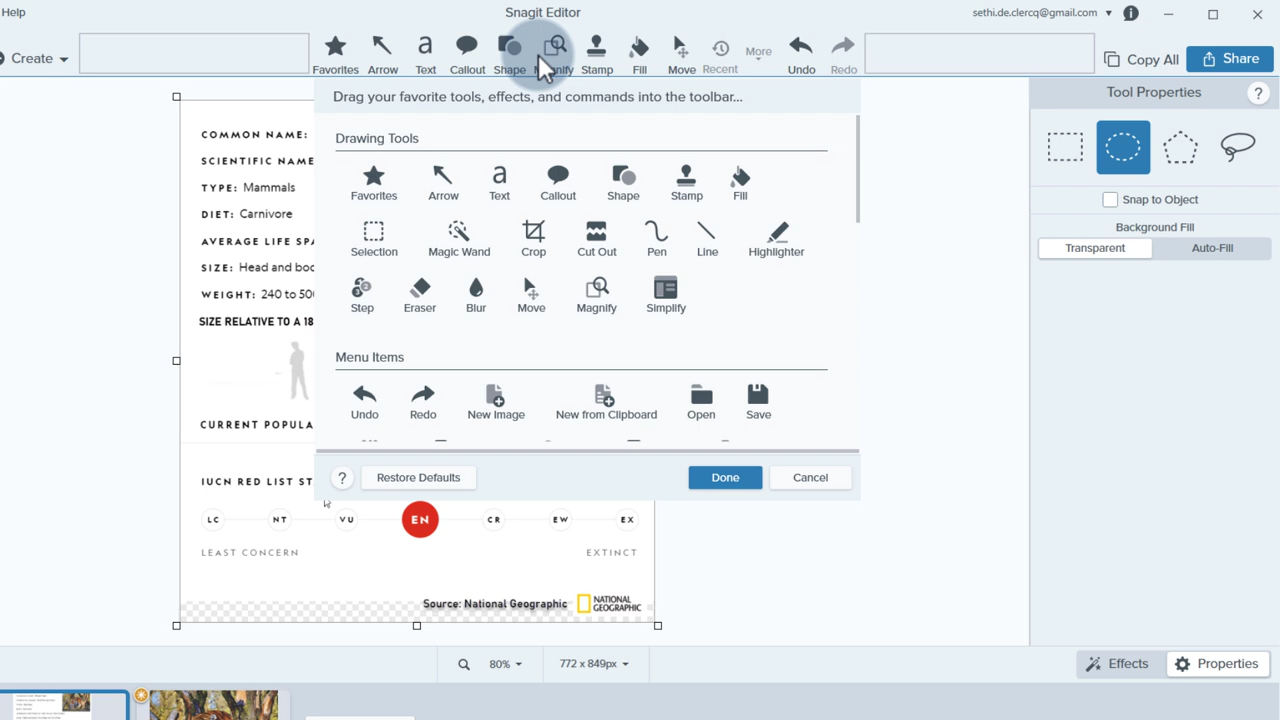 Help
Snagit Editor
sethi.de.clercq@gmail.com
Create
Favorites Arrow Text Callout Shape Magnify Stamp Fill Move Recent More Undo Redo
Copy All
Share
Drag your favorite tools, effects, and commands into the toolbar...
Tool Properties ?
Drawing Tools
Favorites Arrow Text Callout Shape Stamp Fill
Selection Magic Wand Crop Cut Out Pen Line Highlighter
Step Eraser Blur Move Magnify Simplify
Menu Items
Undo Redo New Image New from Clipboard Open Save
? Restore Defaults Done Cancel
Snap to Object
Background Fill
Transparent Auto-Fill
COMMON NAME:
SCIENTIFIC NAME
TYPE: Mammals
DIET: Carnivore
AVERAGE LIFE SPA
SIZE: Head and bod
WEIGHT: 240 to 500
SIZE RELATIVE TO A 18
CURRENT POPULA
IUCN RED LIST ST
LC NT VU EN CR EW EX
LEAST CONCERN EXTINCT
Source: National Geographic
NATIONAL
GEOGRAPHIC
80% 772 x 849px
Effects Properties